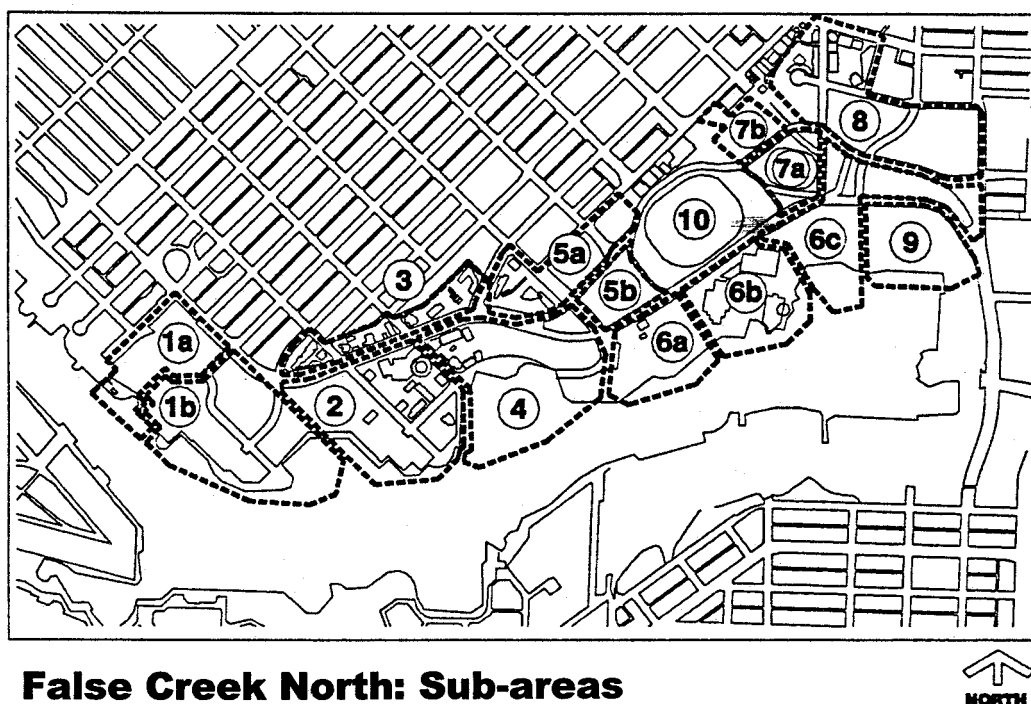 8
7b
7a
10
6c
9
5a
3
5b
6b
1a
6a
1b
2
4
False Creek North: Sub-areas
NORTH